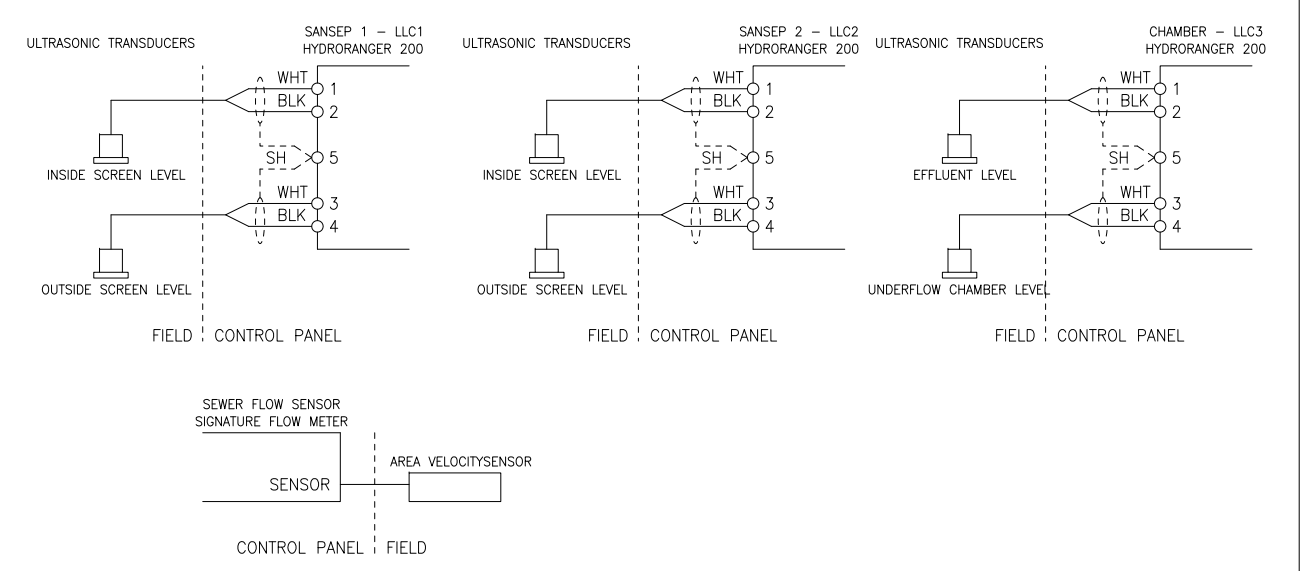 ULTRASONIC TRANSDUCERS
SANSEP 1 - LLC1
HYDRORANGER 200
WHT
1
BLK
2
SH
5
INSIDE SCREEN LEVEL
WHT
3
BLK
4
OUTSIDE SCREEN LEVEL
FIELD
CONTROL PANEL
ULTRASONIC TRANSDUCERS
SANSEP 2 - LLC2
HYDRORANGER 200
WHT
1
BLK
2
SH
5
INSIDE SCREEN LEVEL
WHT
3
BLK
4
OUTSIDE SCREEN LEVEL
FIELD
CONTROL PANEL
ULTRASONIC TRANSDUCERS
CHAMBER - LLC3
HYDRORANGER 200
WHT
1
BLK
2
SH
5
EFFLUENT LEVEL
WHT
3
BLK
4
UNDERFLOW CHAMBER LEVEL
FIELD
CONTROL PANEL
SEWER FLOW SENSOR
SIGNATURE FLOW METER
AREA VELOCITYSENSOR
SENSOR
CONTROL PANEL
FIELD